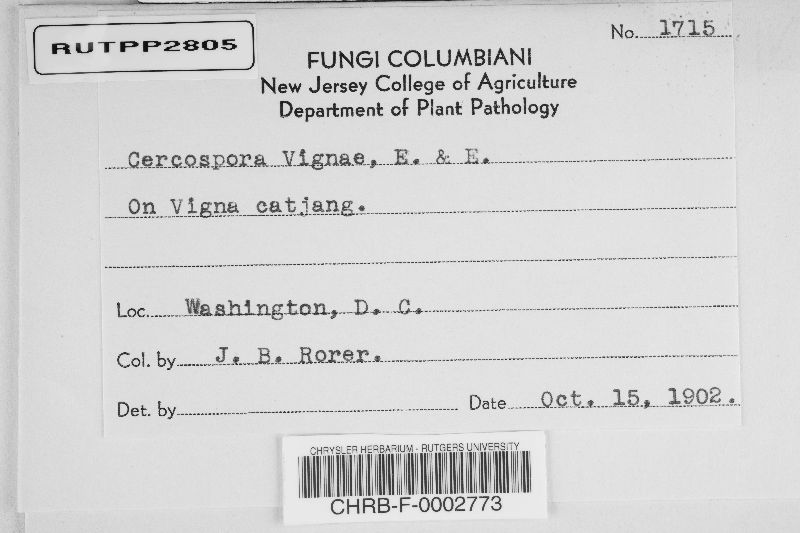 RUTPP2805
No. 1715
FUNGI COLUMBIANI
New Jersey College of Agriculture
Department of Plant Pathology
Cercospora Vignae, E. & E.
On Vigna catjang.
Loc. Washington, D. C.
Col. by J. B. Rorer.
Det. by Date Oct. 15, 1902.
CHRYSLER HERBARIUM - RUTGERS UNIVERSITY
CHRB-F-0002773